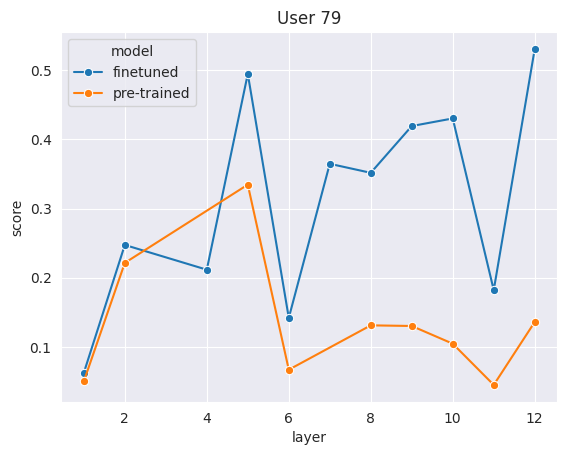 User 79
model
finetuned
pre-trained
0.5
0.4
0.3
0.2
0.1
score
2 4 6 8 10 12
layer